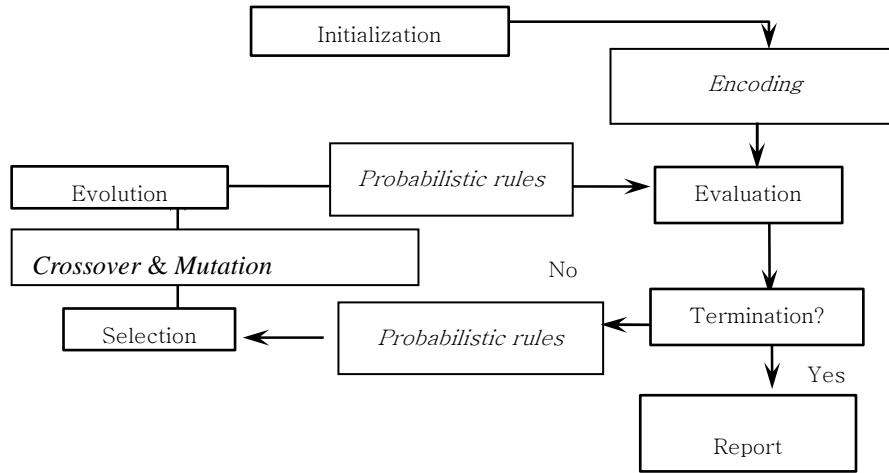 Initialization
Encoding
Probabilistic rules
Evolution
Evaluation
Crossover & Mutation
No
Termination?
Selection
Probabilistic rules
Yes
Report